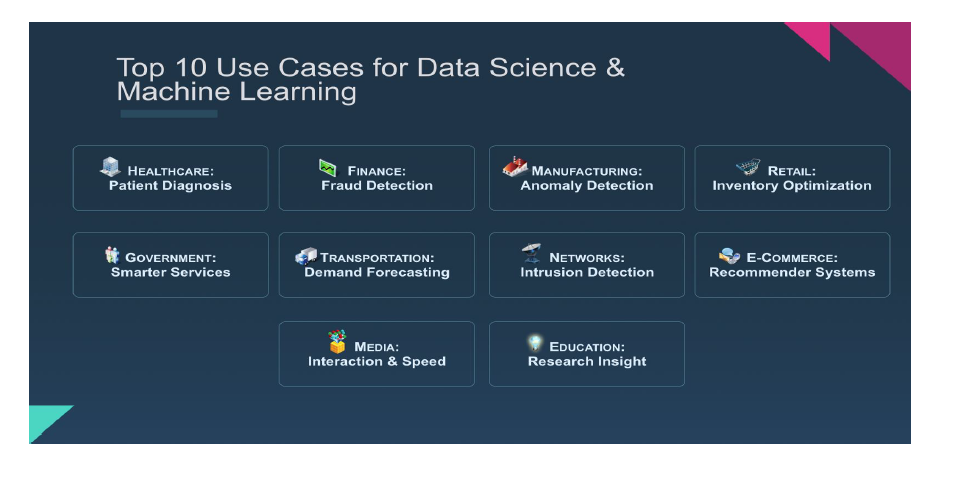 Top 10 Use Cases for Data Science &
Machine Learning
HEALTHCARE:
Patient Diagnosis
FINANCE:
Fraud Detection
MANUFACTURING:
Anomaly Detection
RETAIL:
Inventory Optimization
GOVERNMENT:
Smarter Services
TRANSPORTATION:
Demand Forecasting
NETWORKS:
Intrusion Detection
E-COMMERCE:
Recommender Systems
MEDIA:
Interaction & Speed
EDUCATION:
Research Insight